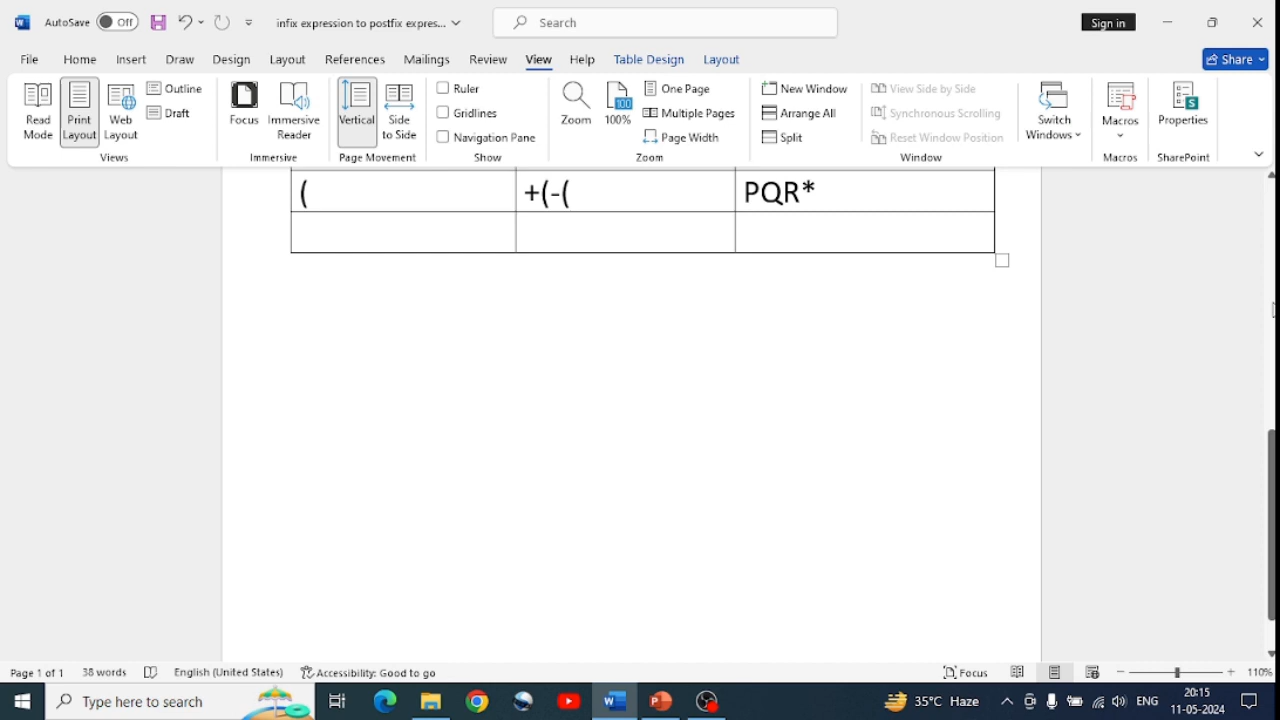 AutoSave Off infix expression to postfix expres... Search Sign in
File Home Insert Draw Design Layout References Mailings Review View Help Table Design Layout Share
Read Mode Print Layout Web Layout Outline Draft Focus Immersive Reader Vertical Side to Side Ruler Gridlines Navigation Pane Zoom 100 100% One Page Multiple Pages Page Width New Window Arrange All Split View Side by Side Synchronous Scrolling Reset Window Position Switch Windows Macros Properties
Views Immersive Page Movement Show Zoom Window Macros SharePoint
( +(-( PQR*
Page 1 of 1 38 words English (United States) Accessibility: Good to go Focus 110%
Type here to search 35°C Haze ENG 20:15
11-05-2024